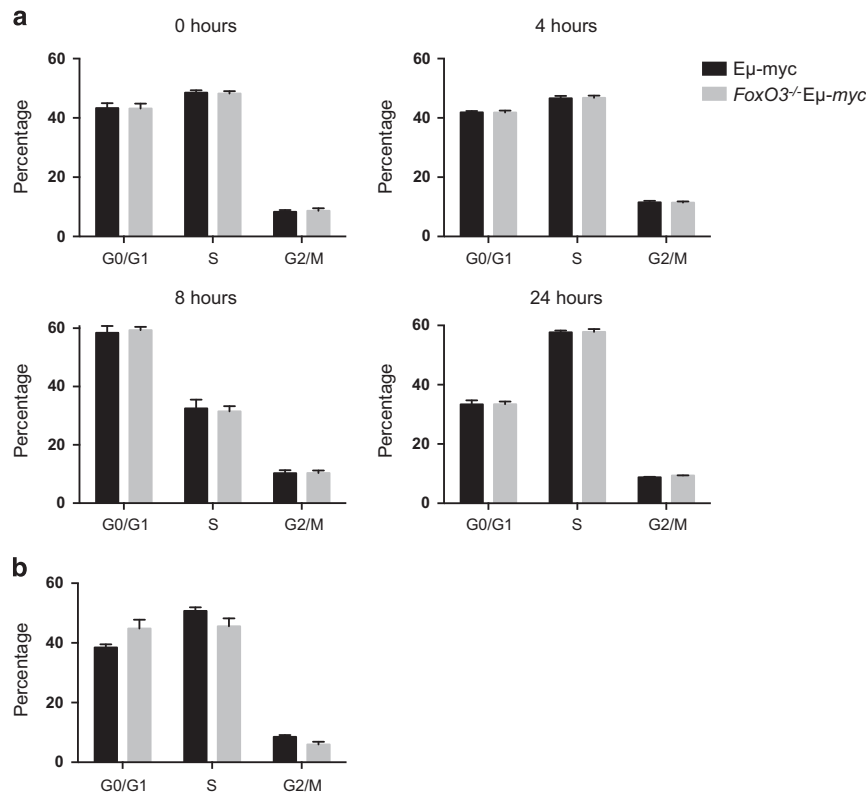 a
0 hours
60
40
20
0
Percentage
G0/G1 S G2/M
4 hours
60
40
20
0
Percentage
G0/G1 S G2/M
Eμ-myc
FoxO3-/-Eμ-myc
8 hours
60
40
20
0
Percentage
G0/G1 S G2/M
24 hours
60
40
20
0
Percentage
G0/G1 S G2/M
b
60
40
20
0
Percentage
G0/G1 S G2/M